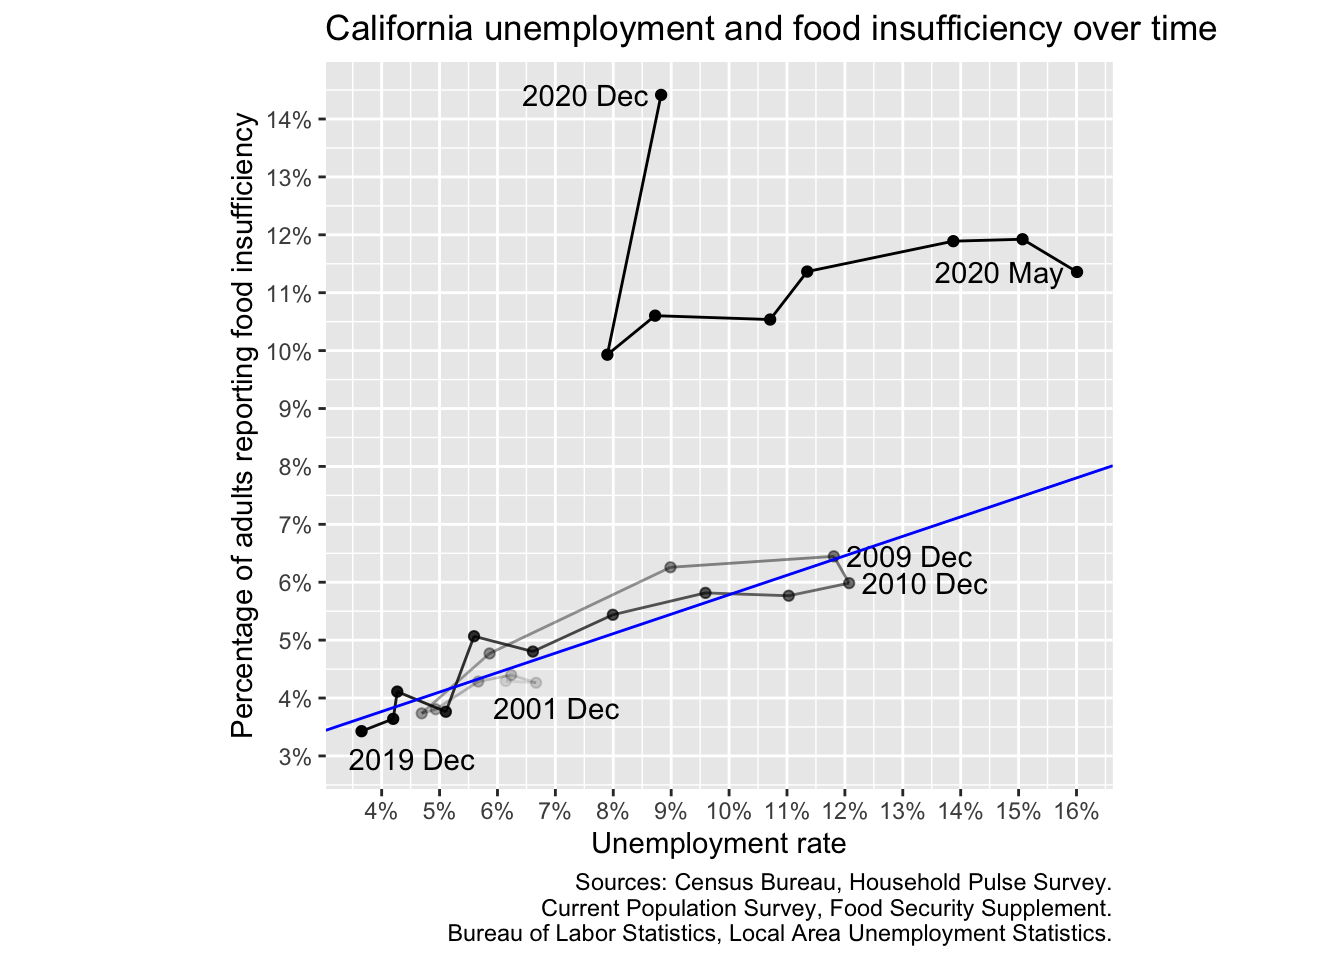 California unemployment and food insufficiency over time
Percentage of adults reporting food insufficiency
14%
13%
12%
11%
10%
9%
8%
7%
6%
5%
4%
3%
2020 Dec
2020 May
2009 Dec
2010 Dec
2001 Dec
2019 Dec
4% 5% 6% 7% 8% 9% 10% 11% 12% 13% 14% 15% 16%
Unemployment rate
Sources: Census Bureau, Household Pulse Survey.
Current Population Survey, Food Security Supplement.
Bureau of Labor Statistics, Local Area Unemployment Statistics.